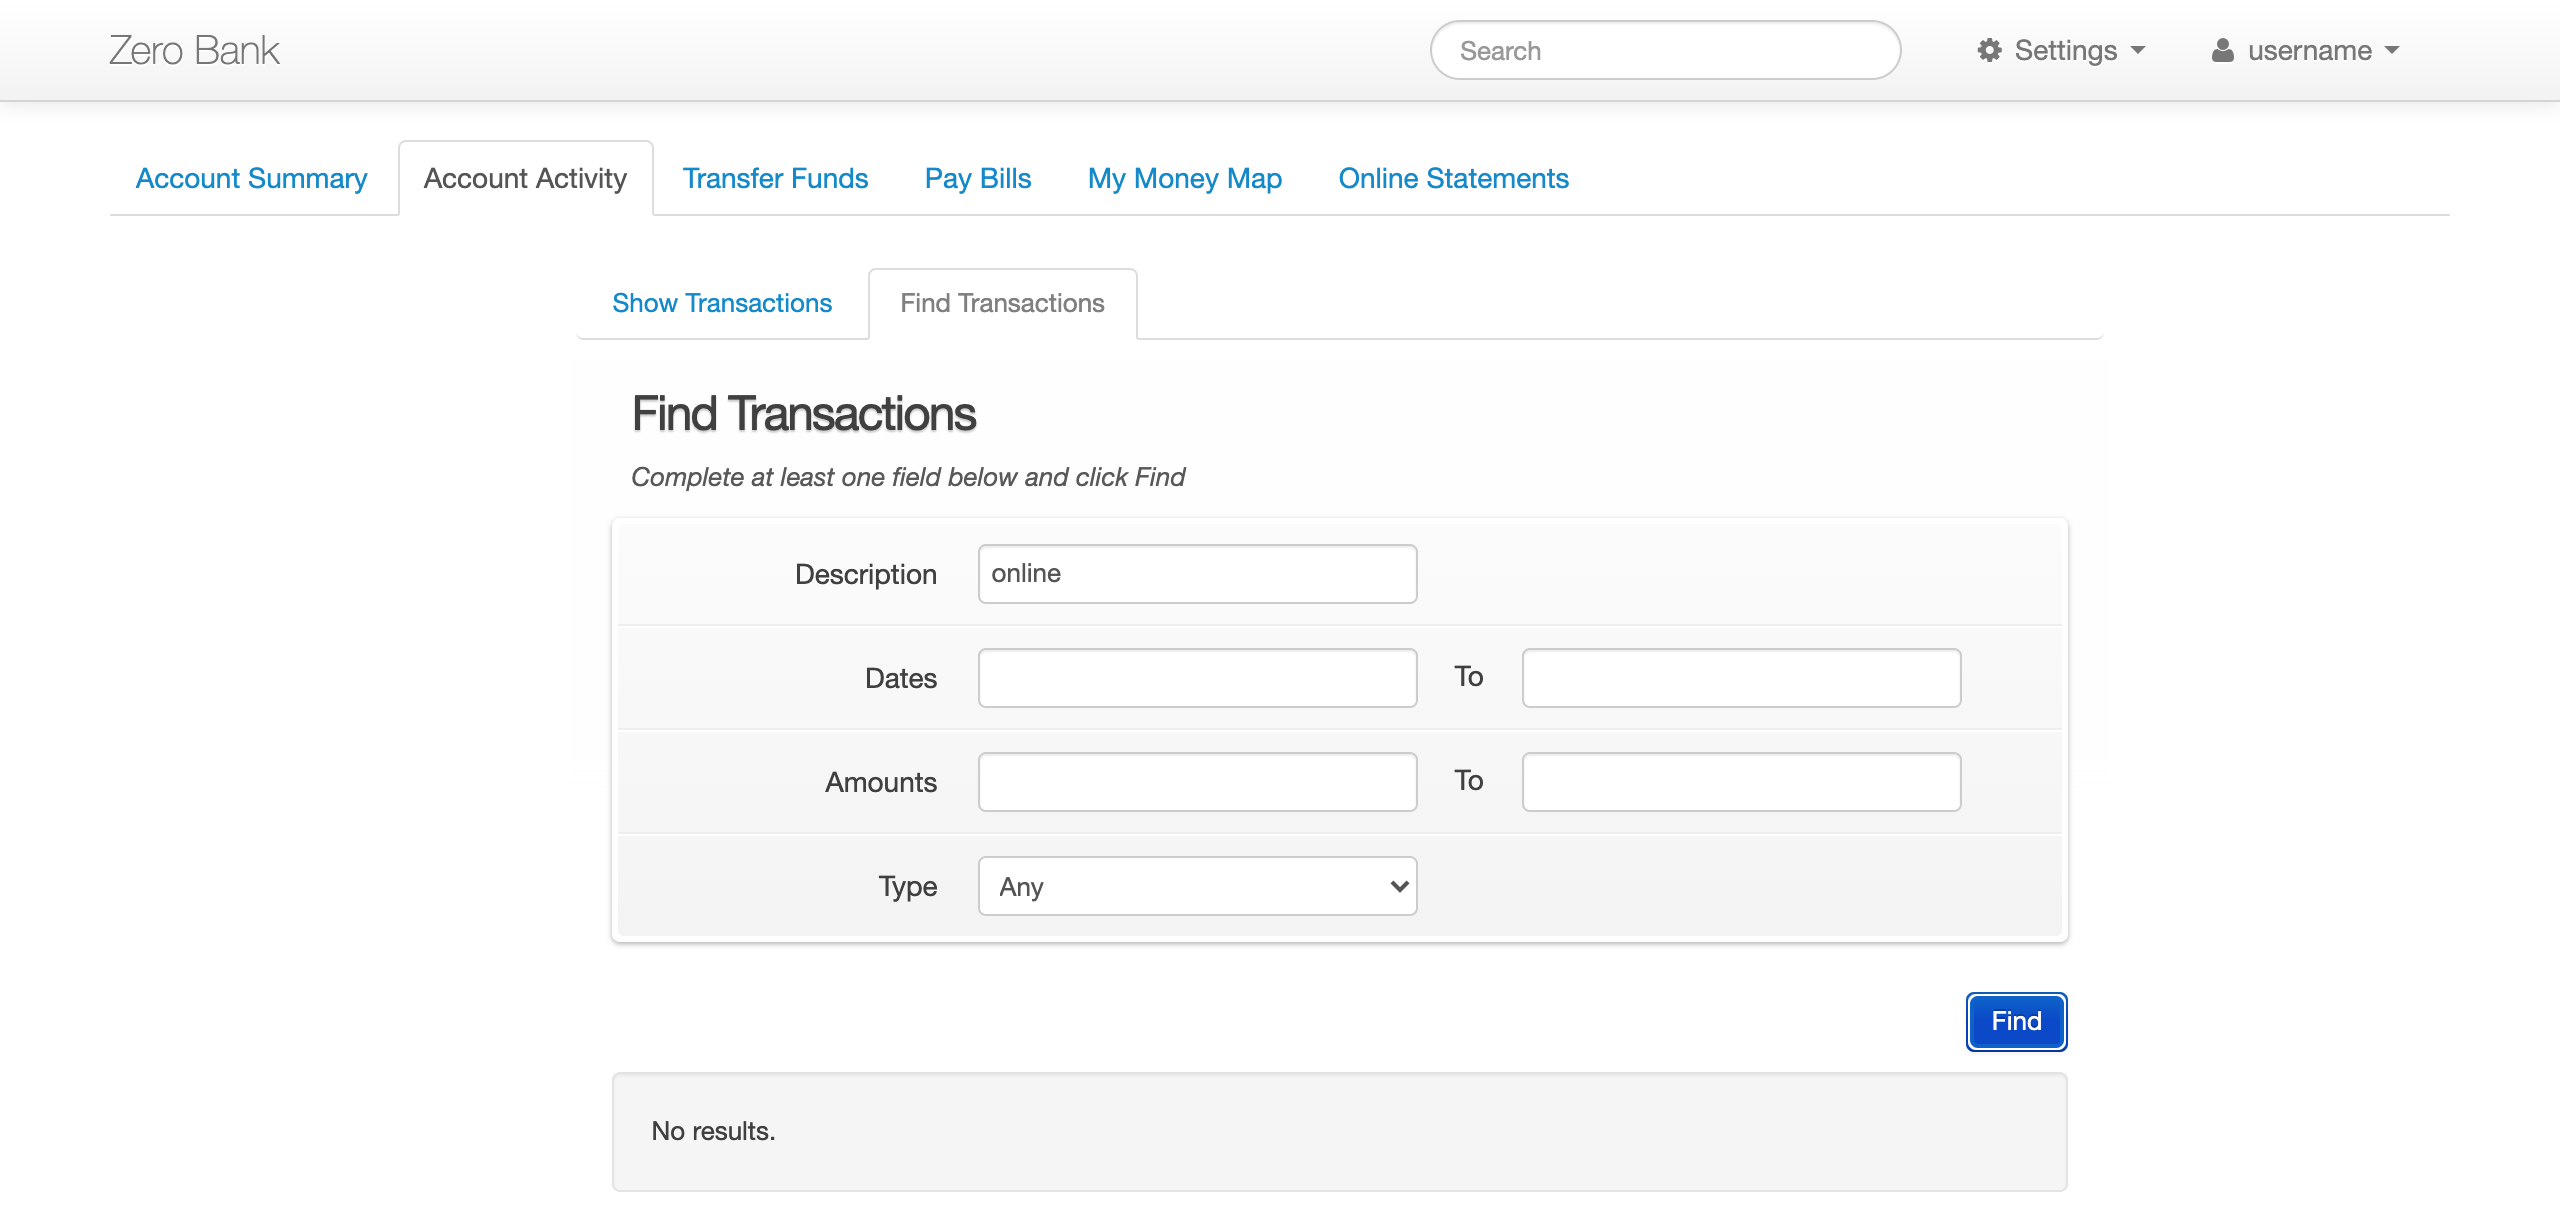 Zero Bank
Search
Settings
username
Account Summary
Account Activity
Transfer Funds
Pay Bills
My Money Map
Online Statements
Show Transactions
Find Transactions
Find Transactions
Complete at least one field below and click Find
Description
online
Dates
To
Amounts
To
Type
Any
Find
No results.